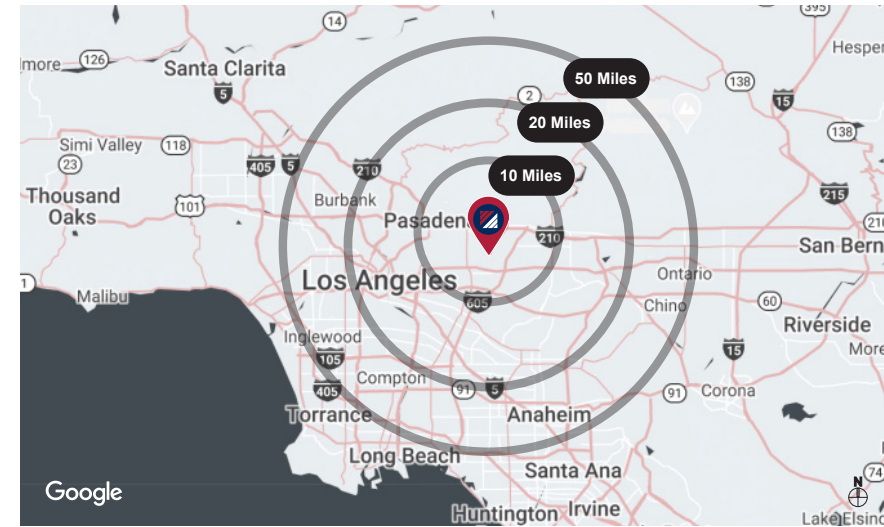 14
395
Hesper
126
more
Santa Clarita
5
50 Miles
2
138
15
20 Miles
138
Simi Valley
118
23
405
5
210
10 Miles
Thousand
Oaks
101
Burbank
215
Pasaden
210
210
San Bern
Los Angeles
Ontario
1
Malibu
605
Chino
60
Riverside
Inglewood
105
15
More
Compton
405
91
5
91
Corona
Torrance
Anaheim
Long Beach
Santa Ana
74
N
Google
Huntington
Irvine
Lake Elsino